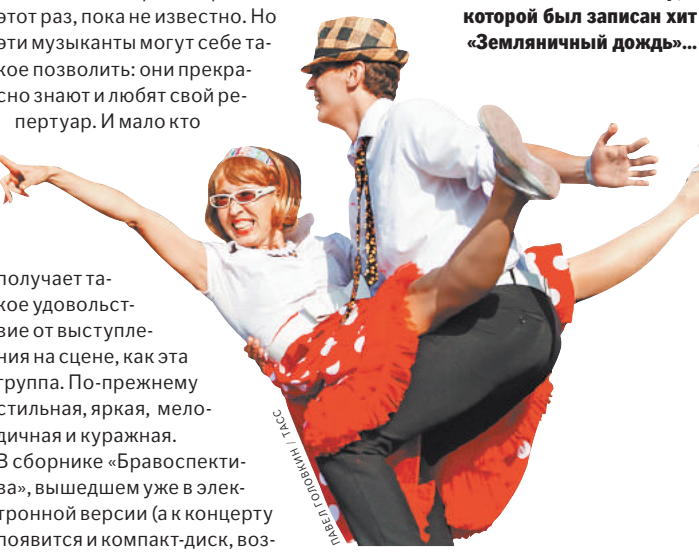 этот раз, пока не известно. Но
эти музыканты могут себе та-
кое позволить: они прекра-
сно знают и любят свой ре-
пертуар. И мало кто
получает та-
кое удовольст-
вие от выступле-
ния на сцене, как эта
группа. По-прежнему
стильная, яркая, мело-
дичная и куражная.
В сборнике «Бравоспекти-
ва», вышедшем уже в элек-
тронной версии (а к концерту
появится и компакт-диск, воз-
которой был записан хит
«Земляничный дождь»...
ПАВЕЛ ГОЛОВКИН / ТАСС